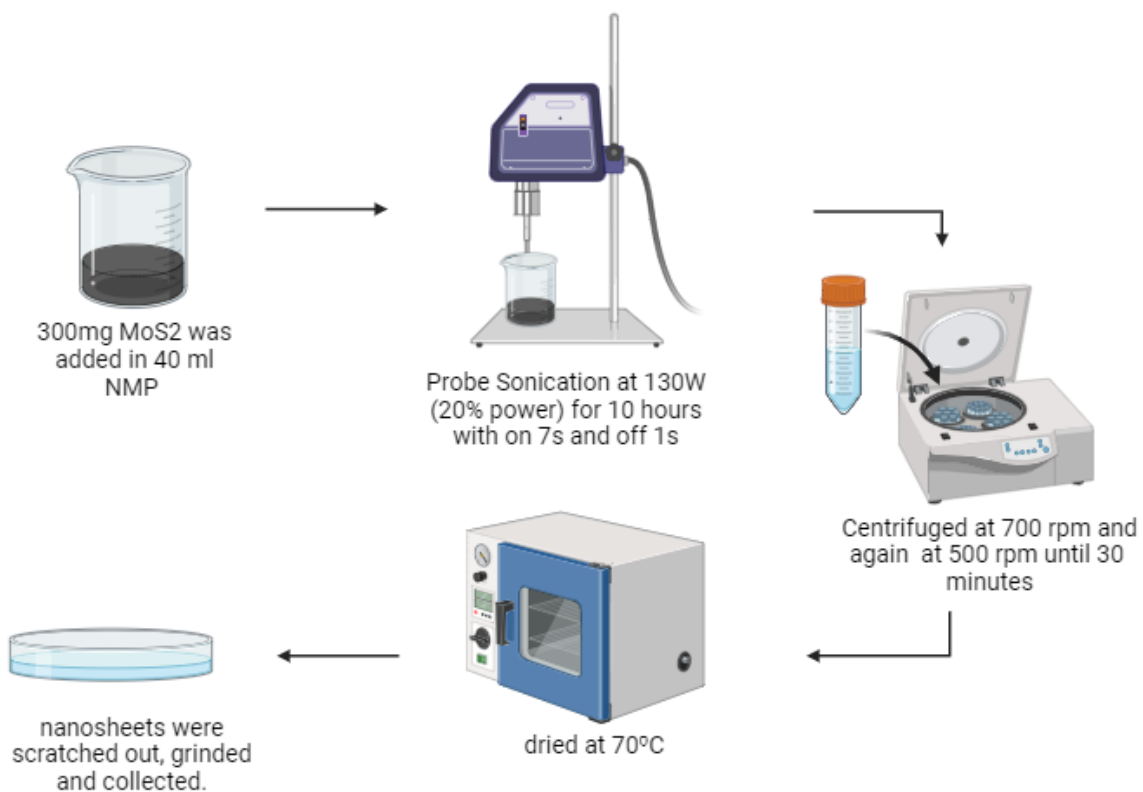 300mg MoS2 was
added in 40 ml
NMP
Probe Sonication at 130W
(20% power) for 10 hours
with on 7s and off 1s
Centrifuged at 700 rpm and
again at 500 rpm until 30
minutes
dried at 70ºC
nanosheets were
scratched out, grinded
and collected.